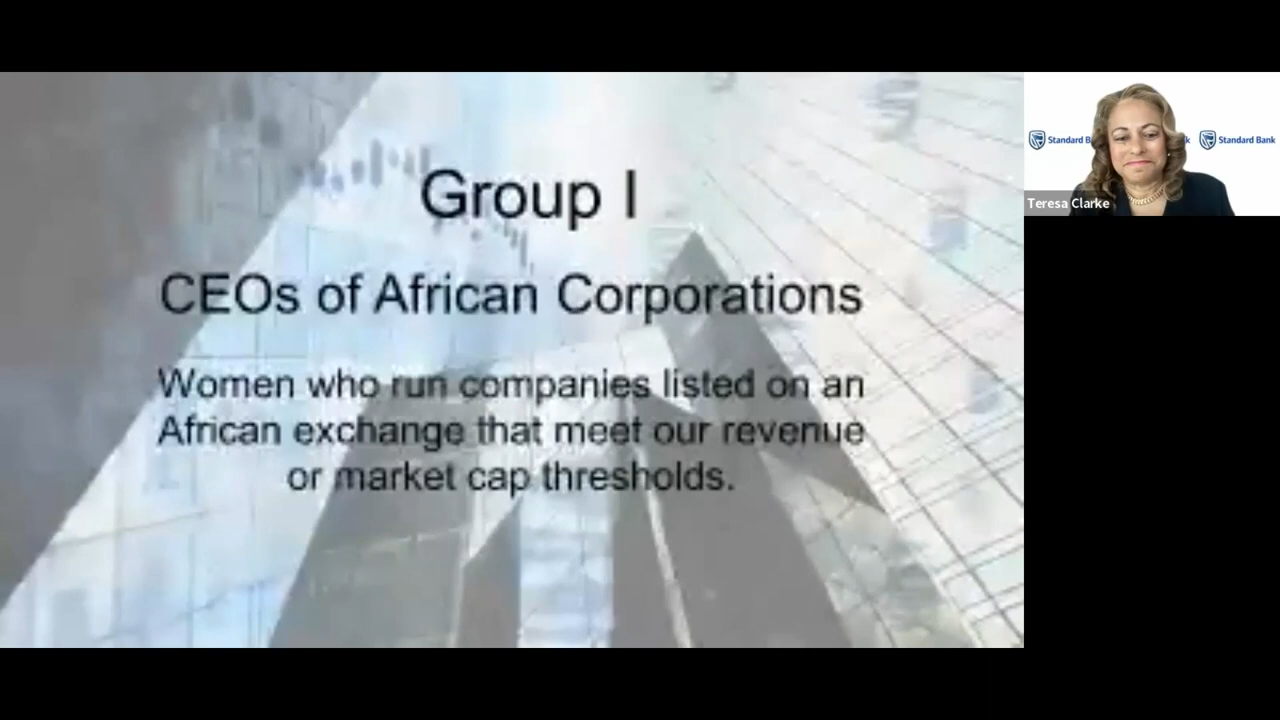 Group I
CEOs of African Corporations
Women who run companies listed on an
African exchange that meet our revenue
or market cap thresholds.
Standard B
k
Standard Bank
Teresa Clarke